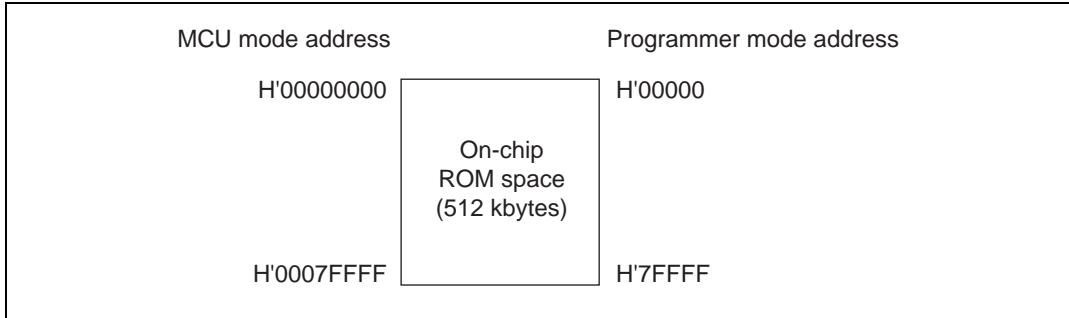 MCU mode address
Programmer mode address
H'00000000
H'00000
On-chip
ROM space
(512 kbytes)
H'0007FFFF
H'7FFFF